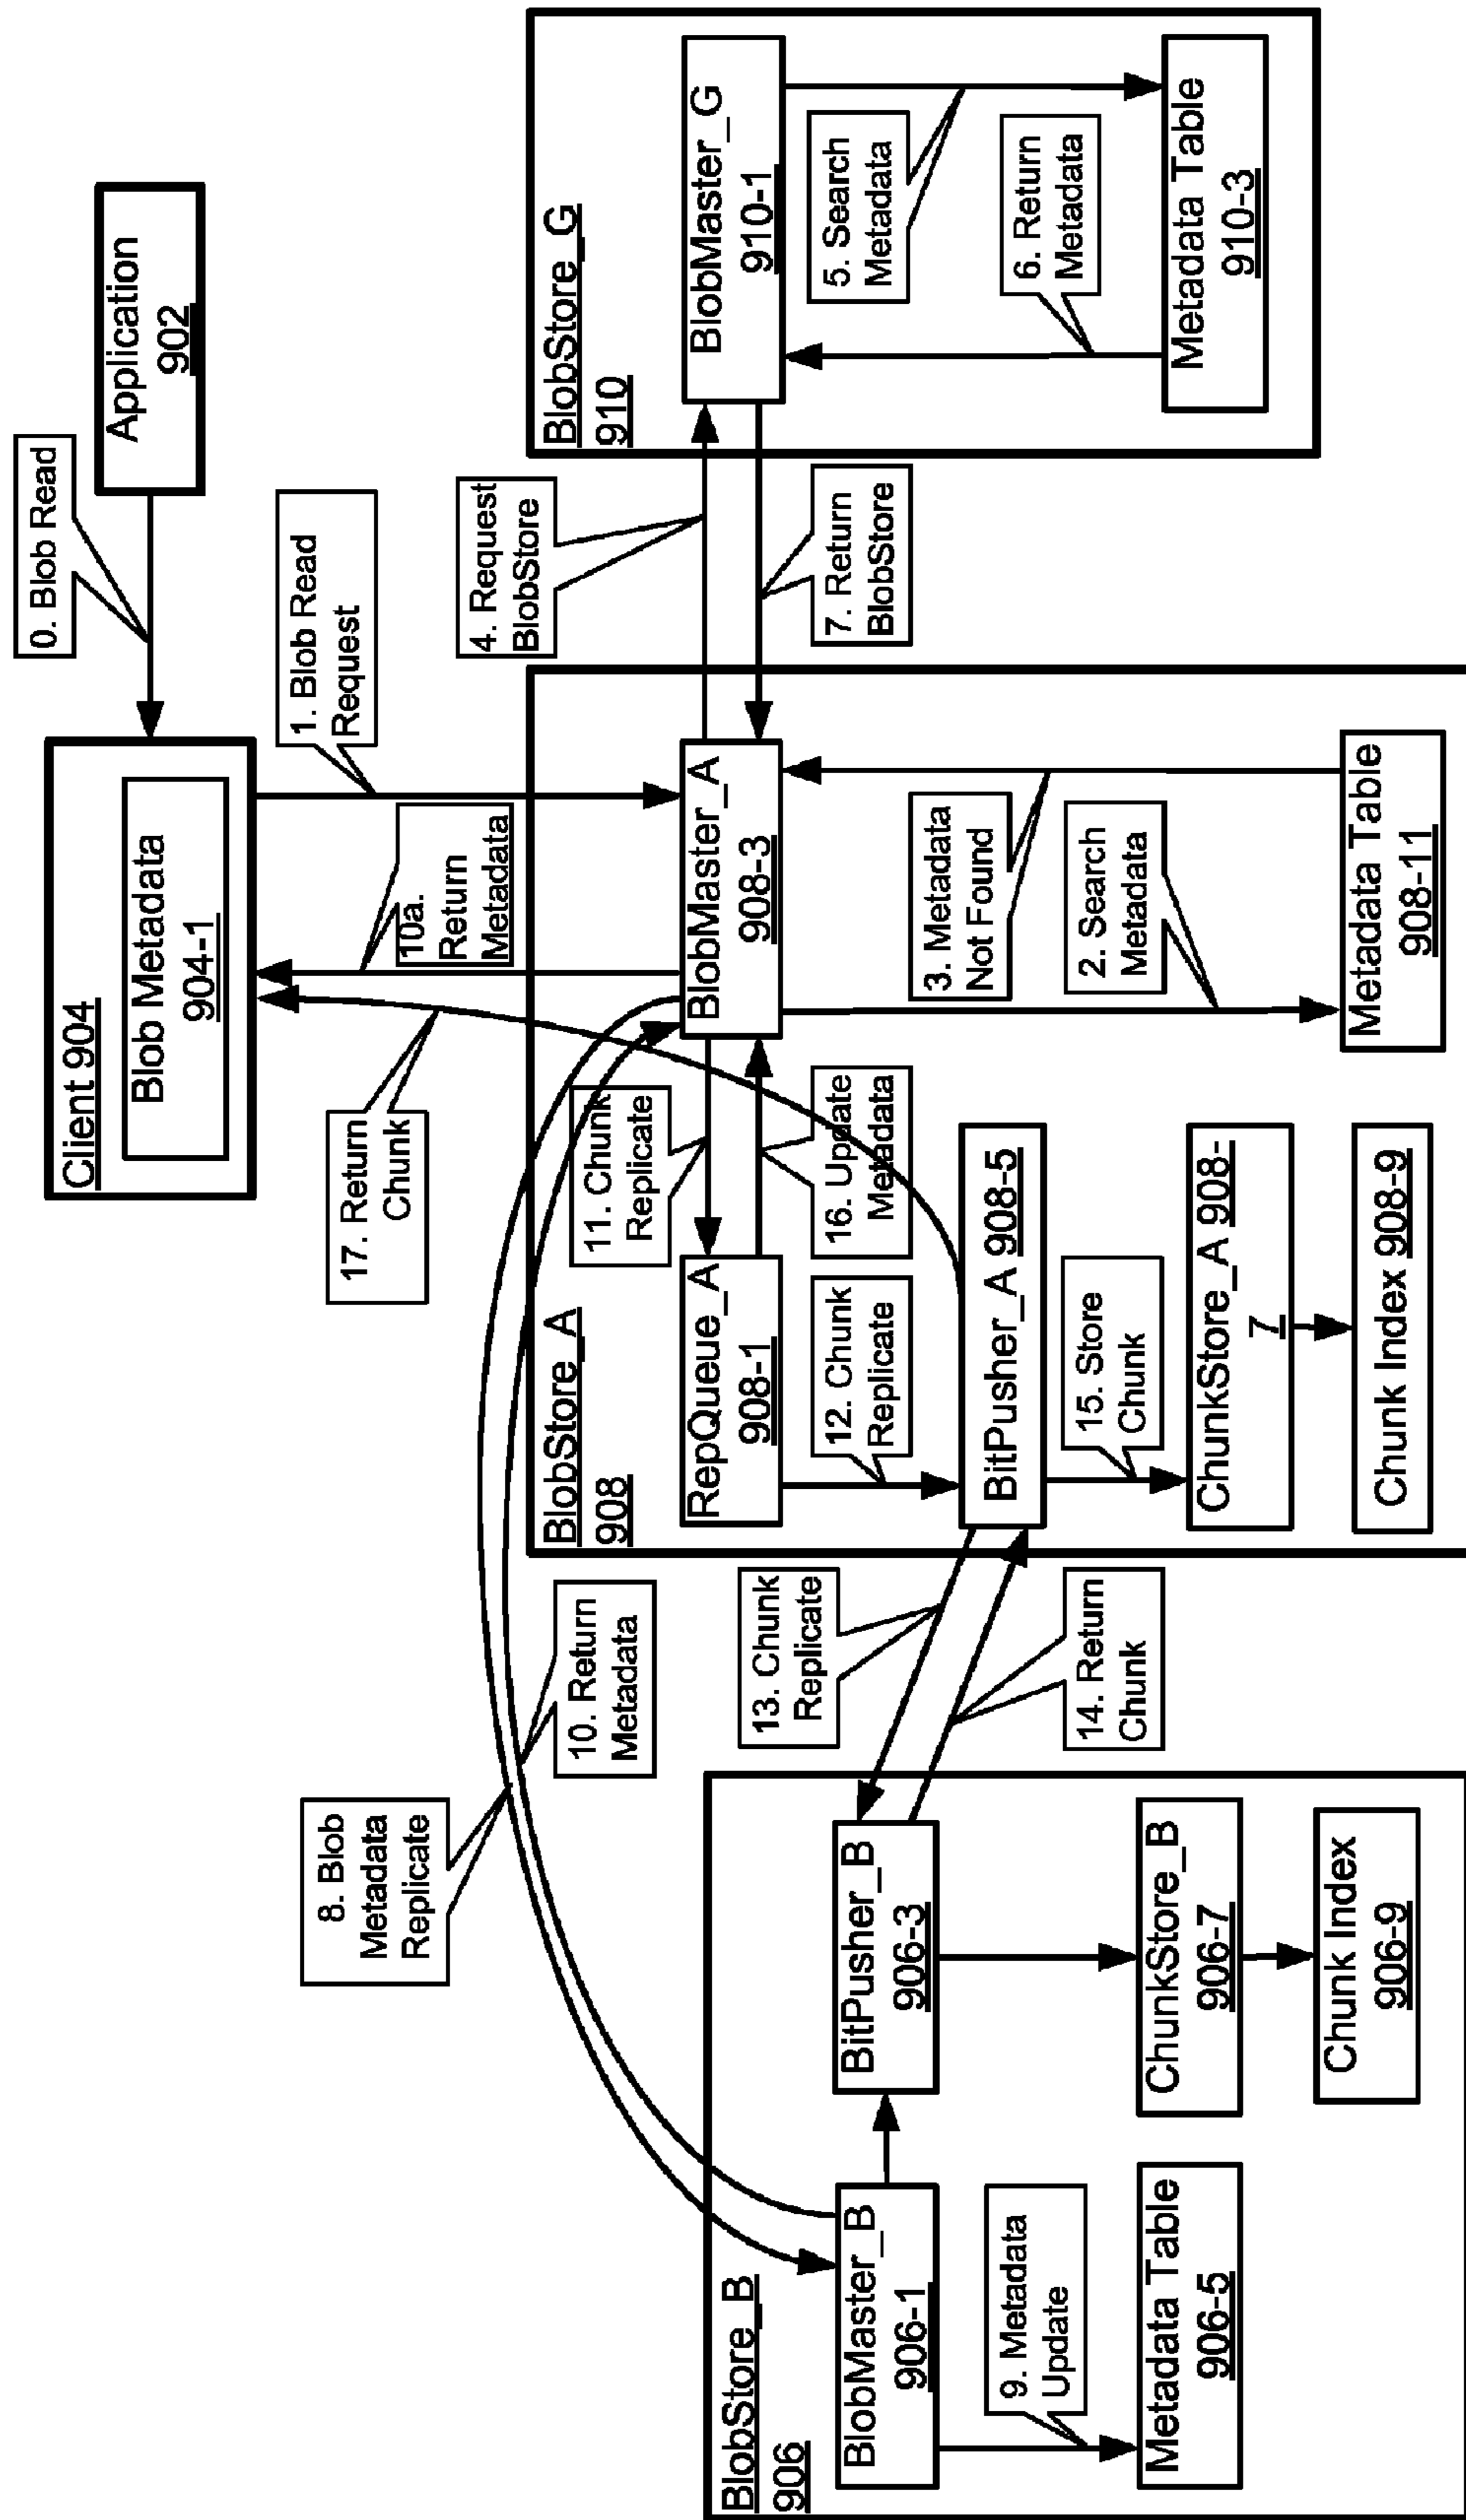 0. Blob Read
Application
902
Client 904
Blob Metadata
904-1
1. Blob Read
Request
10a.
Return
Metadata
17. Return
Chunk
8. Blob
Metadata
Replicate
10. Return
Metadata
4. Request
BlobStore
7. Return
BlobStore
BlobStore_B
906
BlobMaster_B
906-1
9. Metadata
Update
Metadata Table
906-5
BitPusher_B
906-3
ChunkStore_B
906-7
Chunk Index
906-9
13. Chunk
Replicate
14. Return
Chunk
BlobStore_A
908
RepQueue_A
908-1
11. Chunk
Replicate
16. Update
Metadata
BlobMaster_A
908-3
12. Chunk
Replicate
BitPusher_A 908-5
15. Store
Chunk
ChunkStore_A 908-
7
Chunk Index 908-9
3. Metadata
Not Found
2. Search
Metadata
Metadata Table
908-11
BlobStore_G
910
BlobMaster_G
910-1
5. Search
Metadata
6. Return
Metadata
Metadata Table
910-3